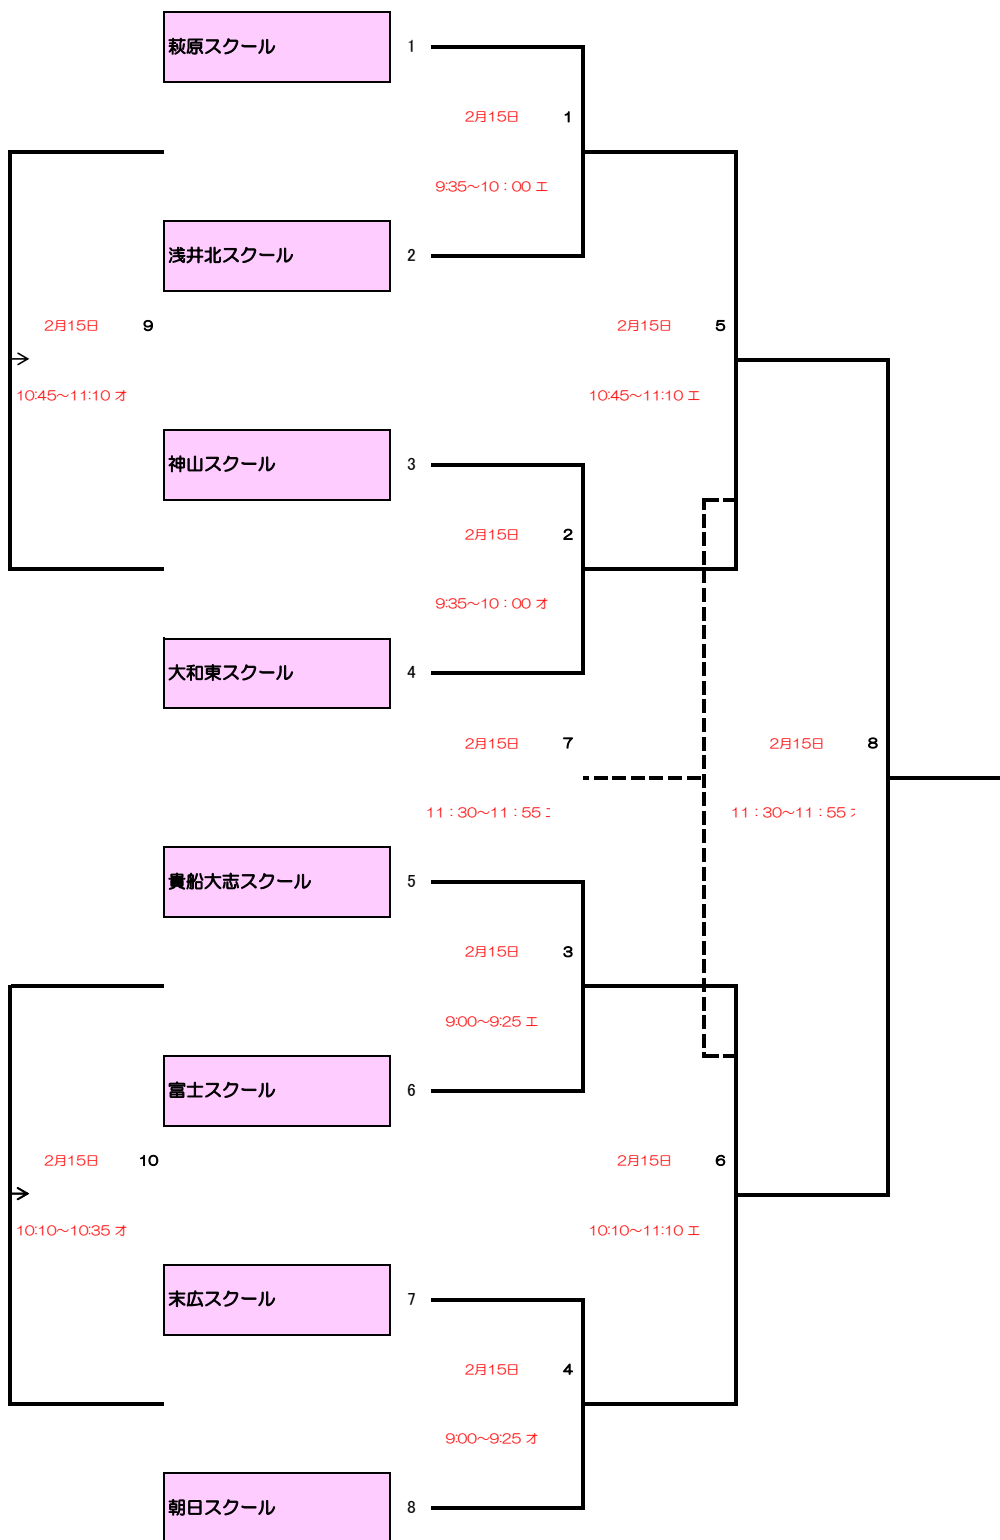 萩原スクール 1
2月15日 1
9:35～10：00 エ
浅井北スクール 2
2月15日 9 2月15日 5
10:45～11:10 オ 10:45～11:10 エ
神山スクール 3
2月15日 2
9:35～10：00 オ
大和東スクール 4
2月15日 7 2月15日 8
11：30～11：55 11：30～11：55
貴船大志スクール 5
2月15日 3
9:00～9:25 エ
富士スクール 6
2月15日 10 2月15日 6
10:10～10:35 オ 10:10～11:10 エ
末広スクール 7
2月15日 4
9:00～9:25 オ
朝日スクール 8